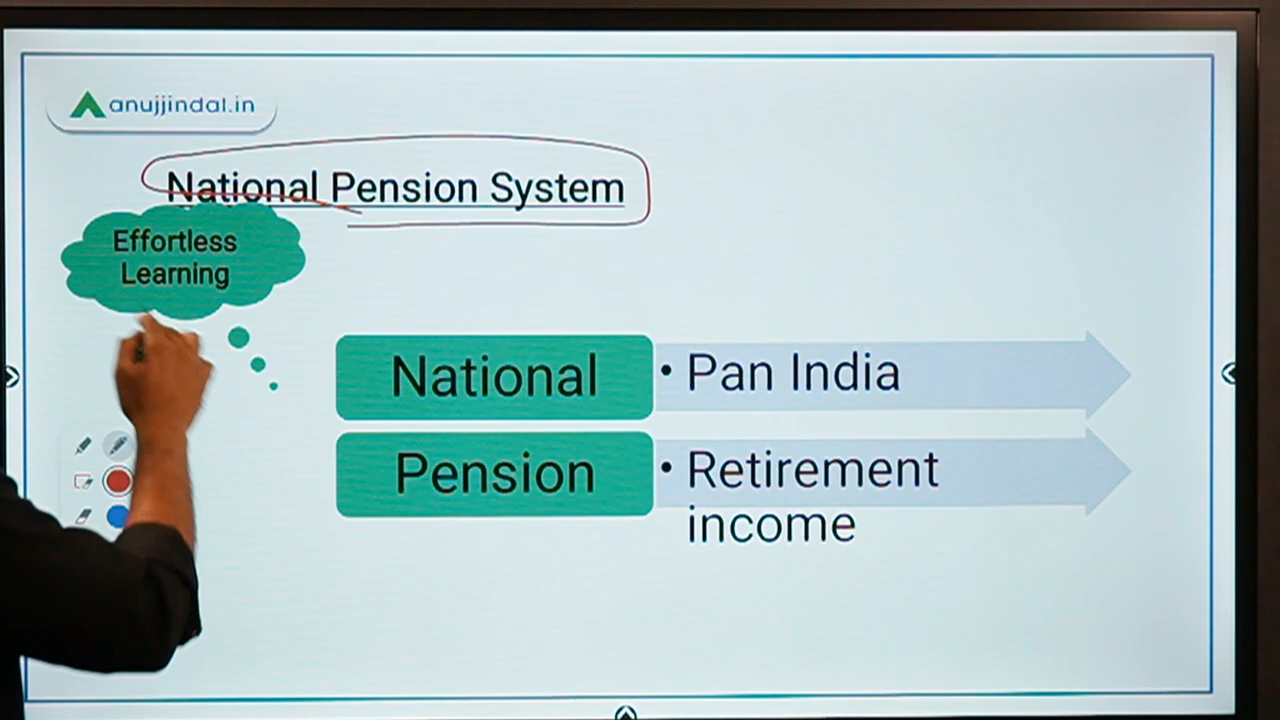 anujjindal.in
National Pension System
Effortless
Learning
National
• Pan India
Pension
• Retirement
income